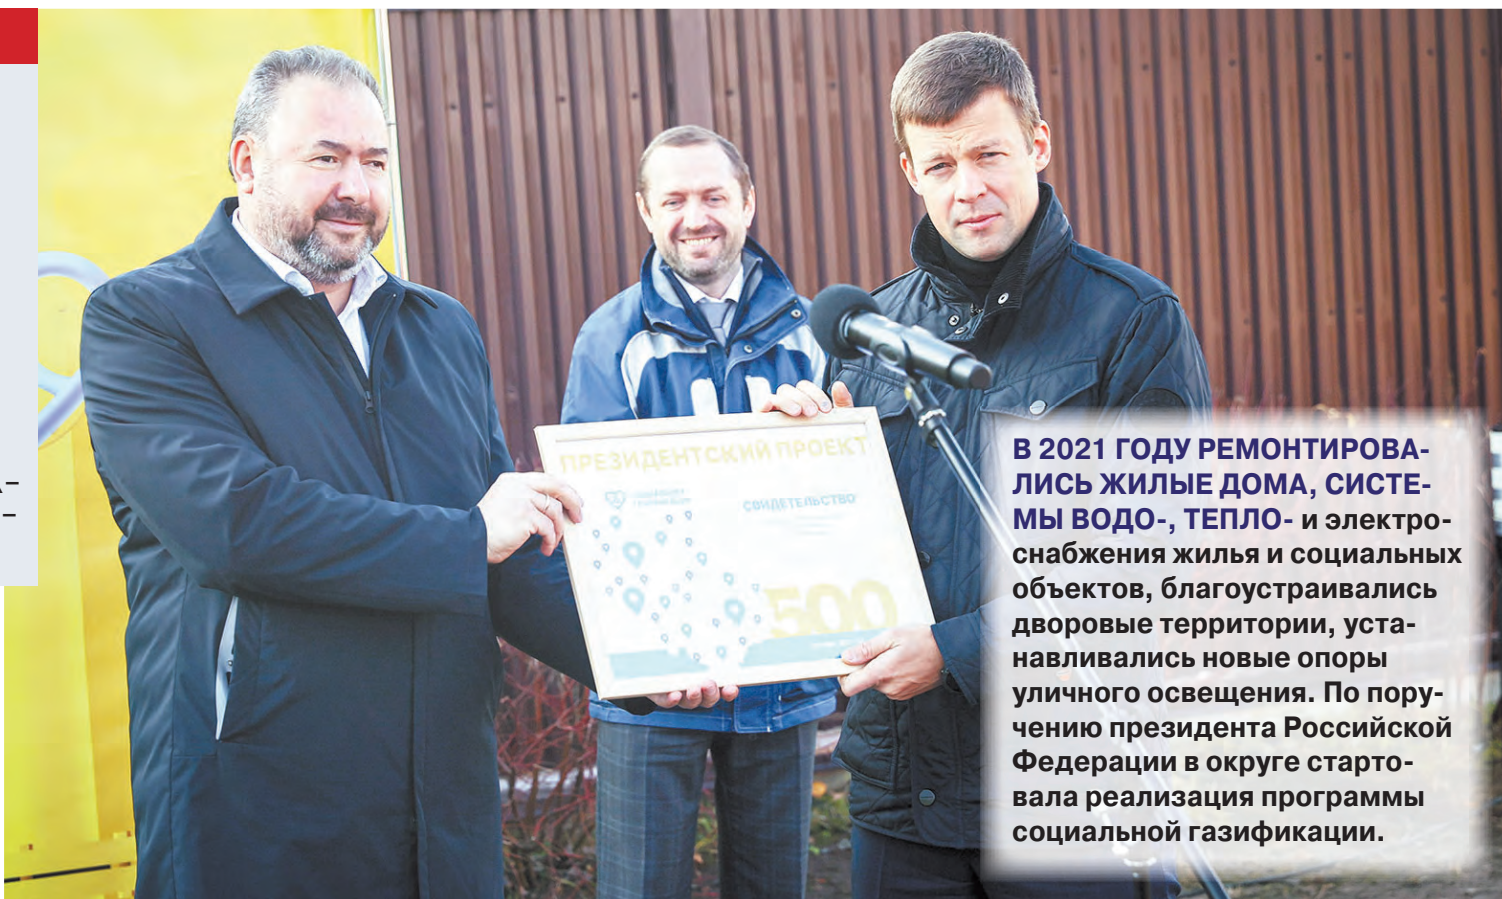 ПРЕЗИДЕНТСКИЙ ПРОЕКТ
СВИДЕТЕЛЬСТВО
500
В 2021 ГОДУ РЕМОНТИРОВА-
ЛИСЬ ЖИЛЫЕ ДОМА, СИСТЕ-
МЫ ВОДО-, ТЕПЛО- и электро-
снабжения жилья и социальных
объектов, благоустраивались
дворовые территории, уста-
навливались новые опоры
уличного освещения. По пору-
чению президента Российской
Федерации в округе старто-
вала реализация программы
социальной газификации.